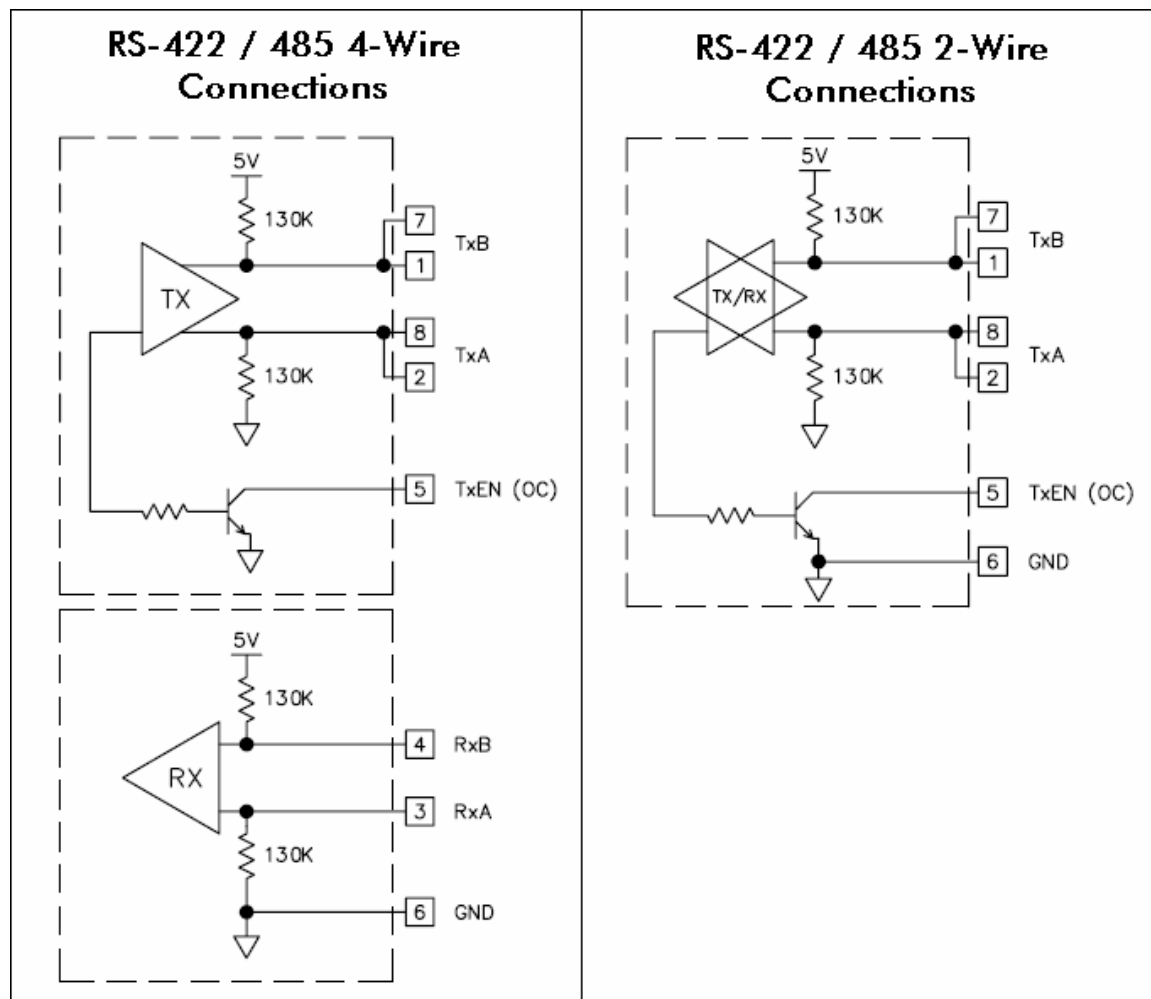 RS-422 / 485 4-Wire
Connections
5V
130K
7
TxB
1
TX
8
TxA
2
130K
5
TxEN (OC)
5V
130K
4
RxB
RX
3
RxA
130K
6
GND
RS-422 / 485 2-Wire
Connections
5V
130K
7
TxB
1
TX/RX
8
TxA
2
130K
5
TxEN (OC)
6
GND